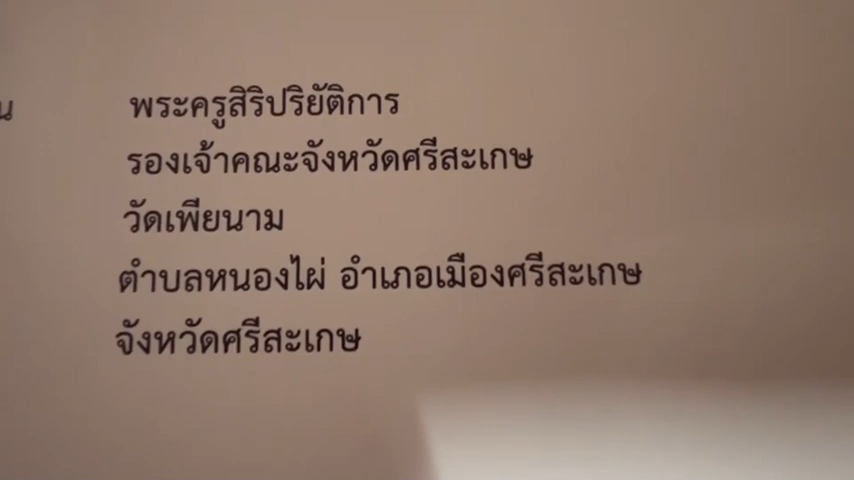 พระครูสิริปริยัติการ
รองเจ้าคณะจังหวัดศรีสะเกษ
วัดเพียนาม
ตำบลหนองไผ่ อำเภอเมืองศรีสะเกษ
จังหวัดศรีสะเกษ